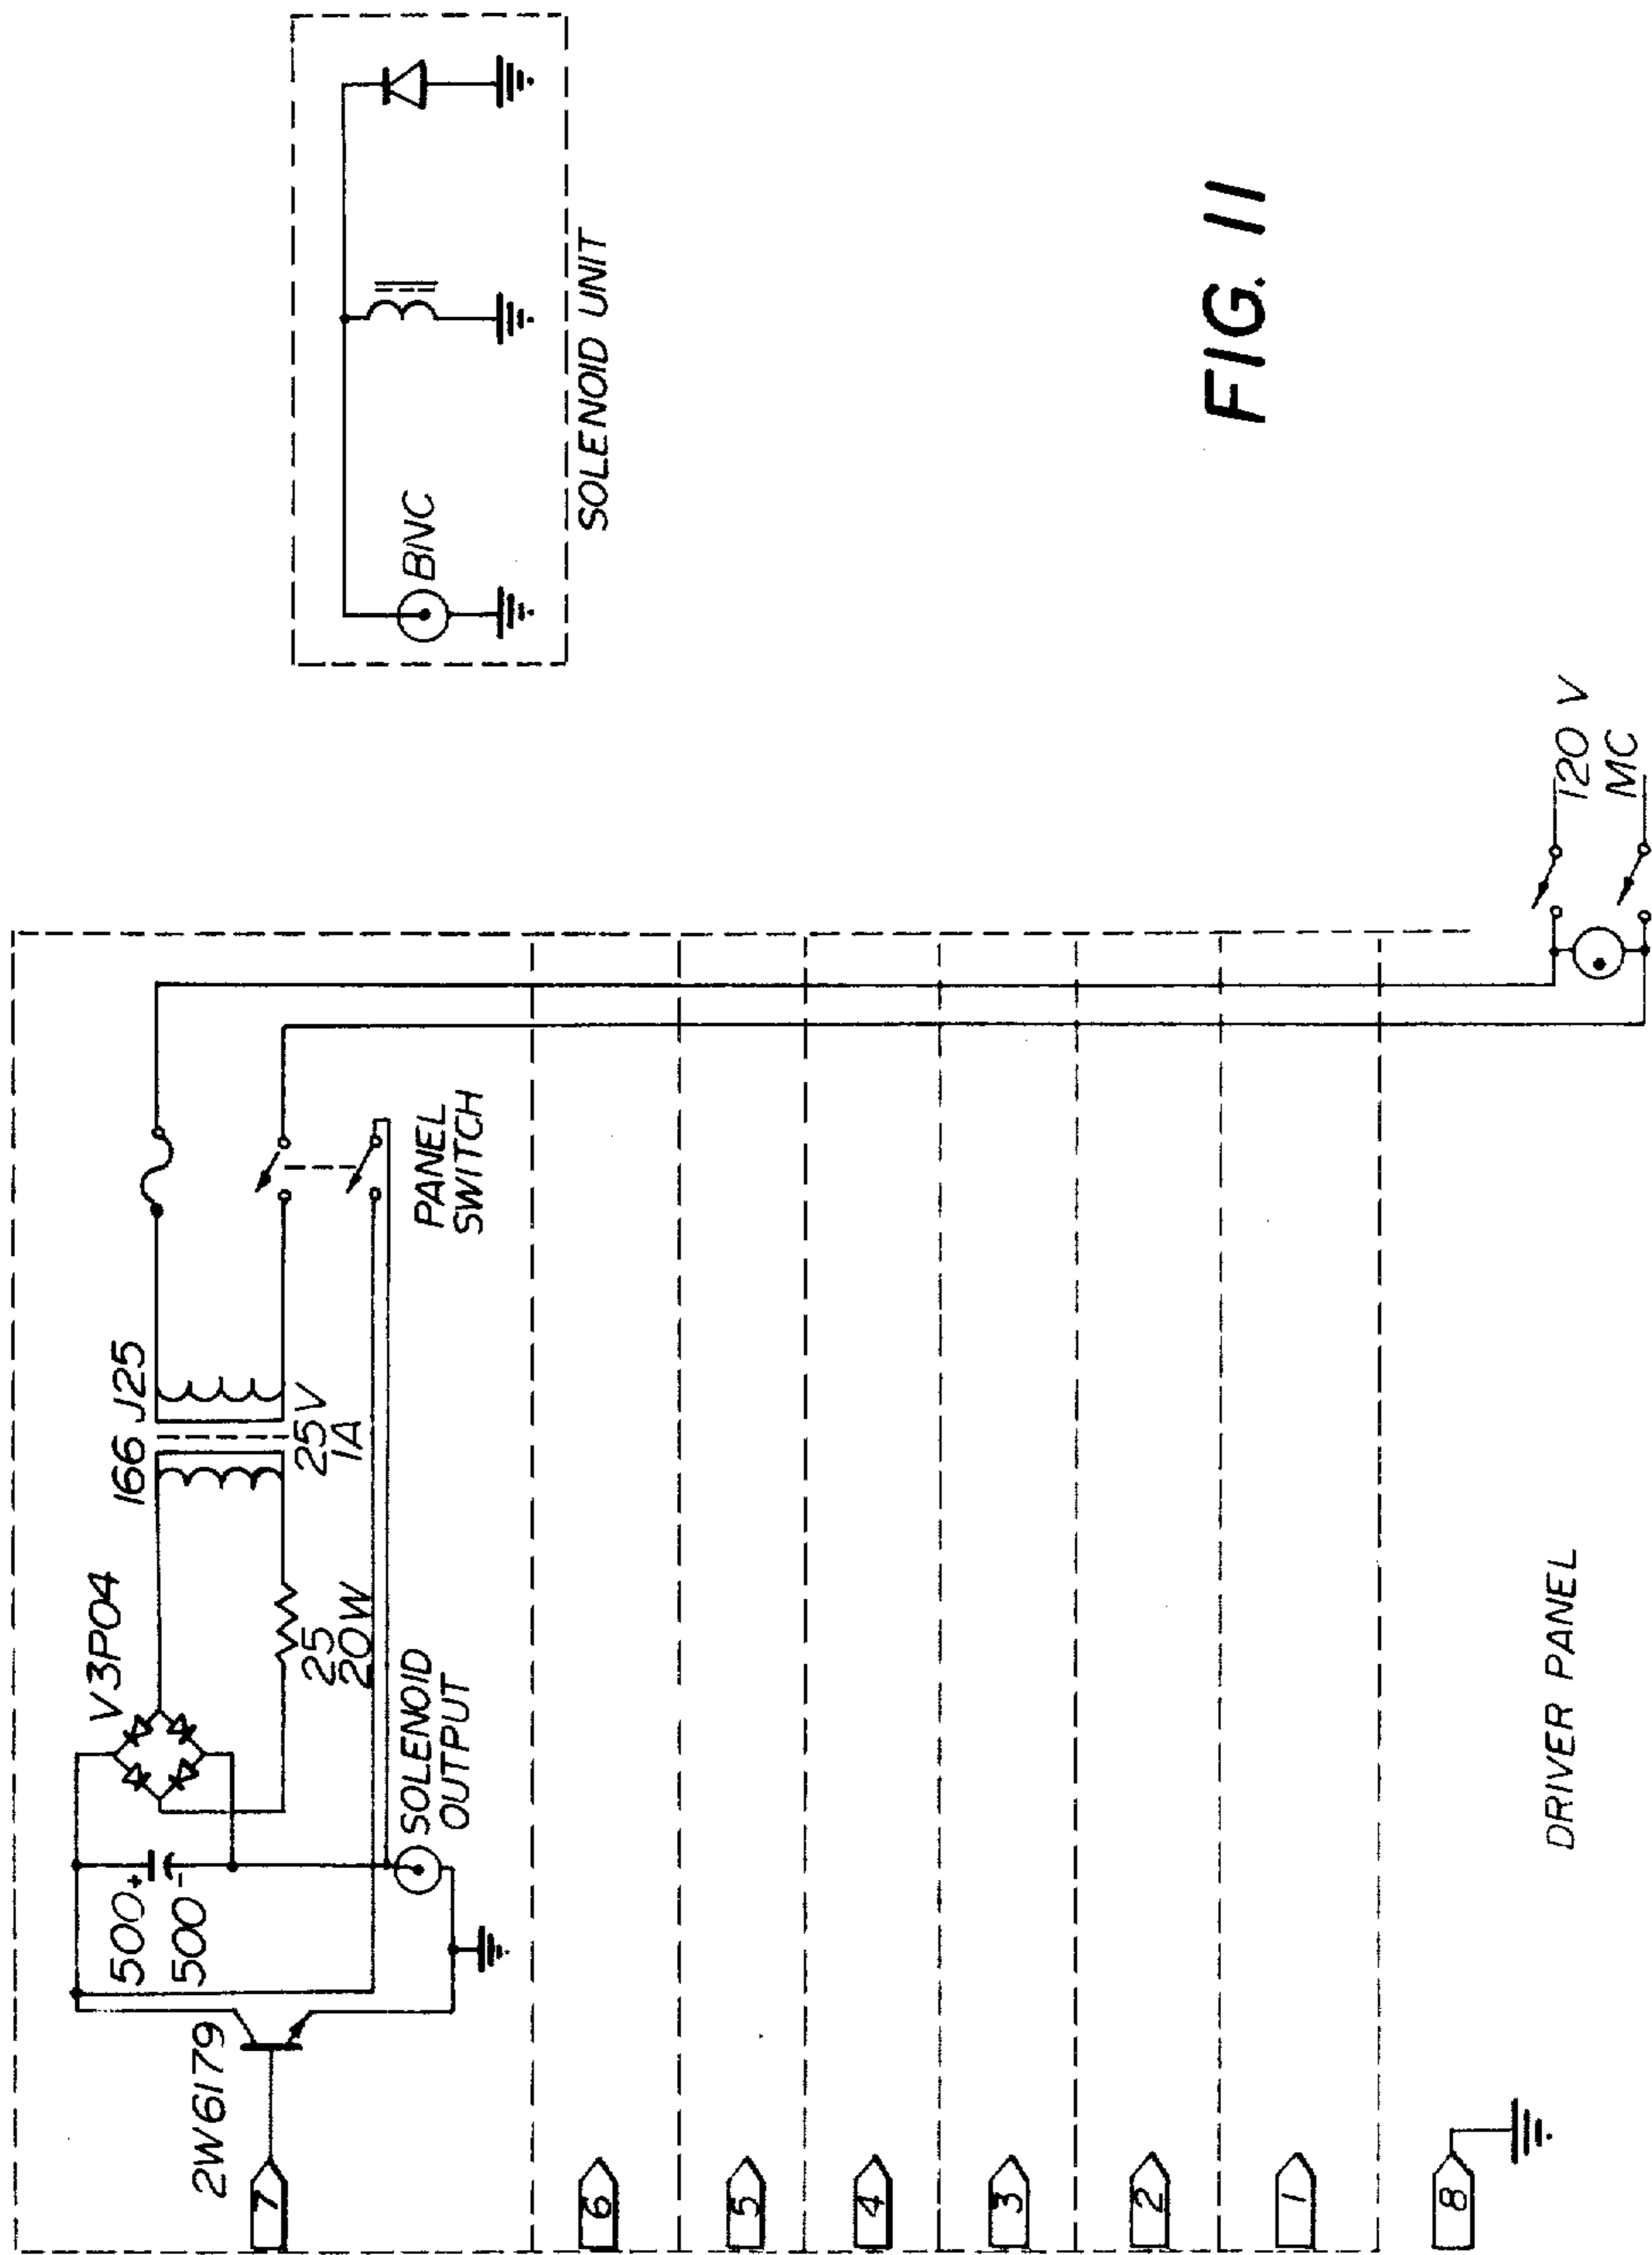 2W6179
500+
500-
V3P04
166 J25
25V
1A
25
20W
SOLENOID
OUTPUT
PANEL
SWITCH
7
6
5
4
3
2
1
8
DRIVER PANEL
120 V
MC
BNC
SOLENOID UNIT
FIG. 11